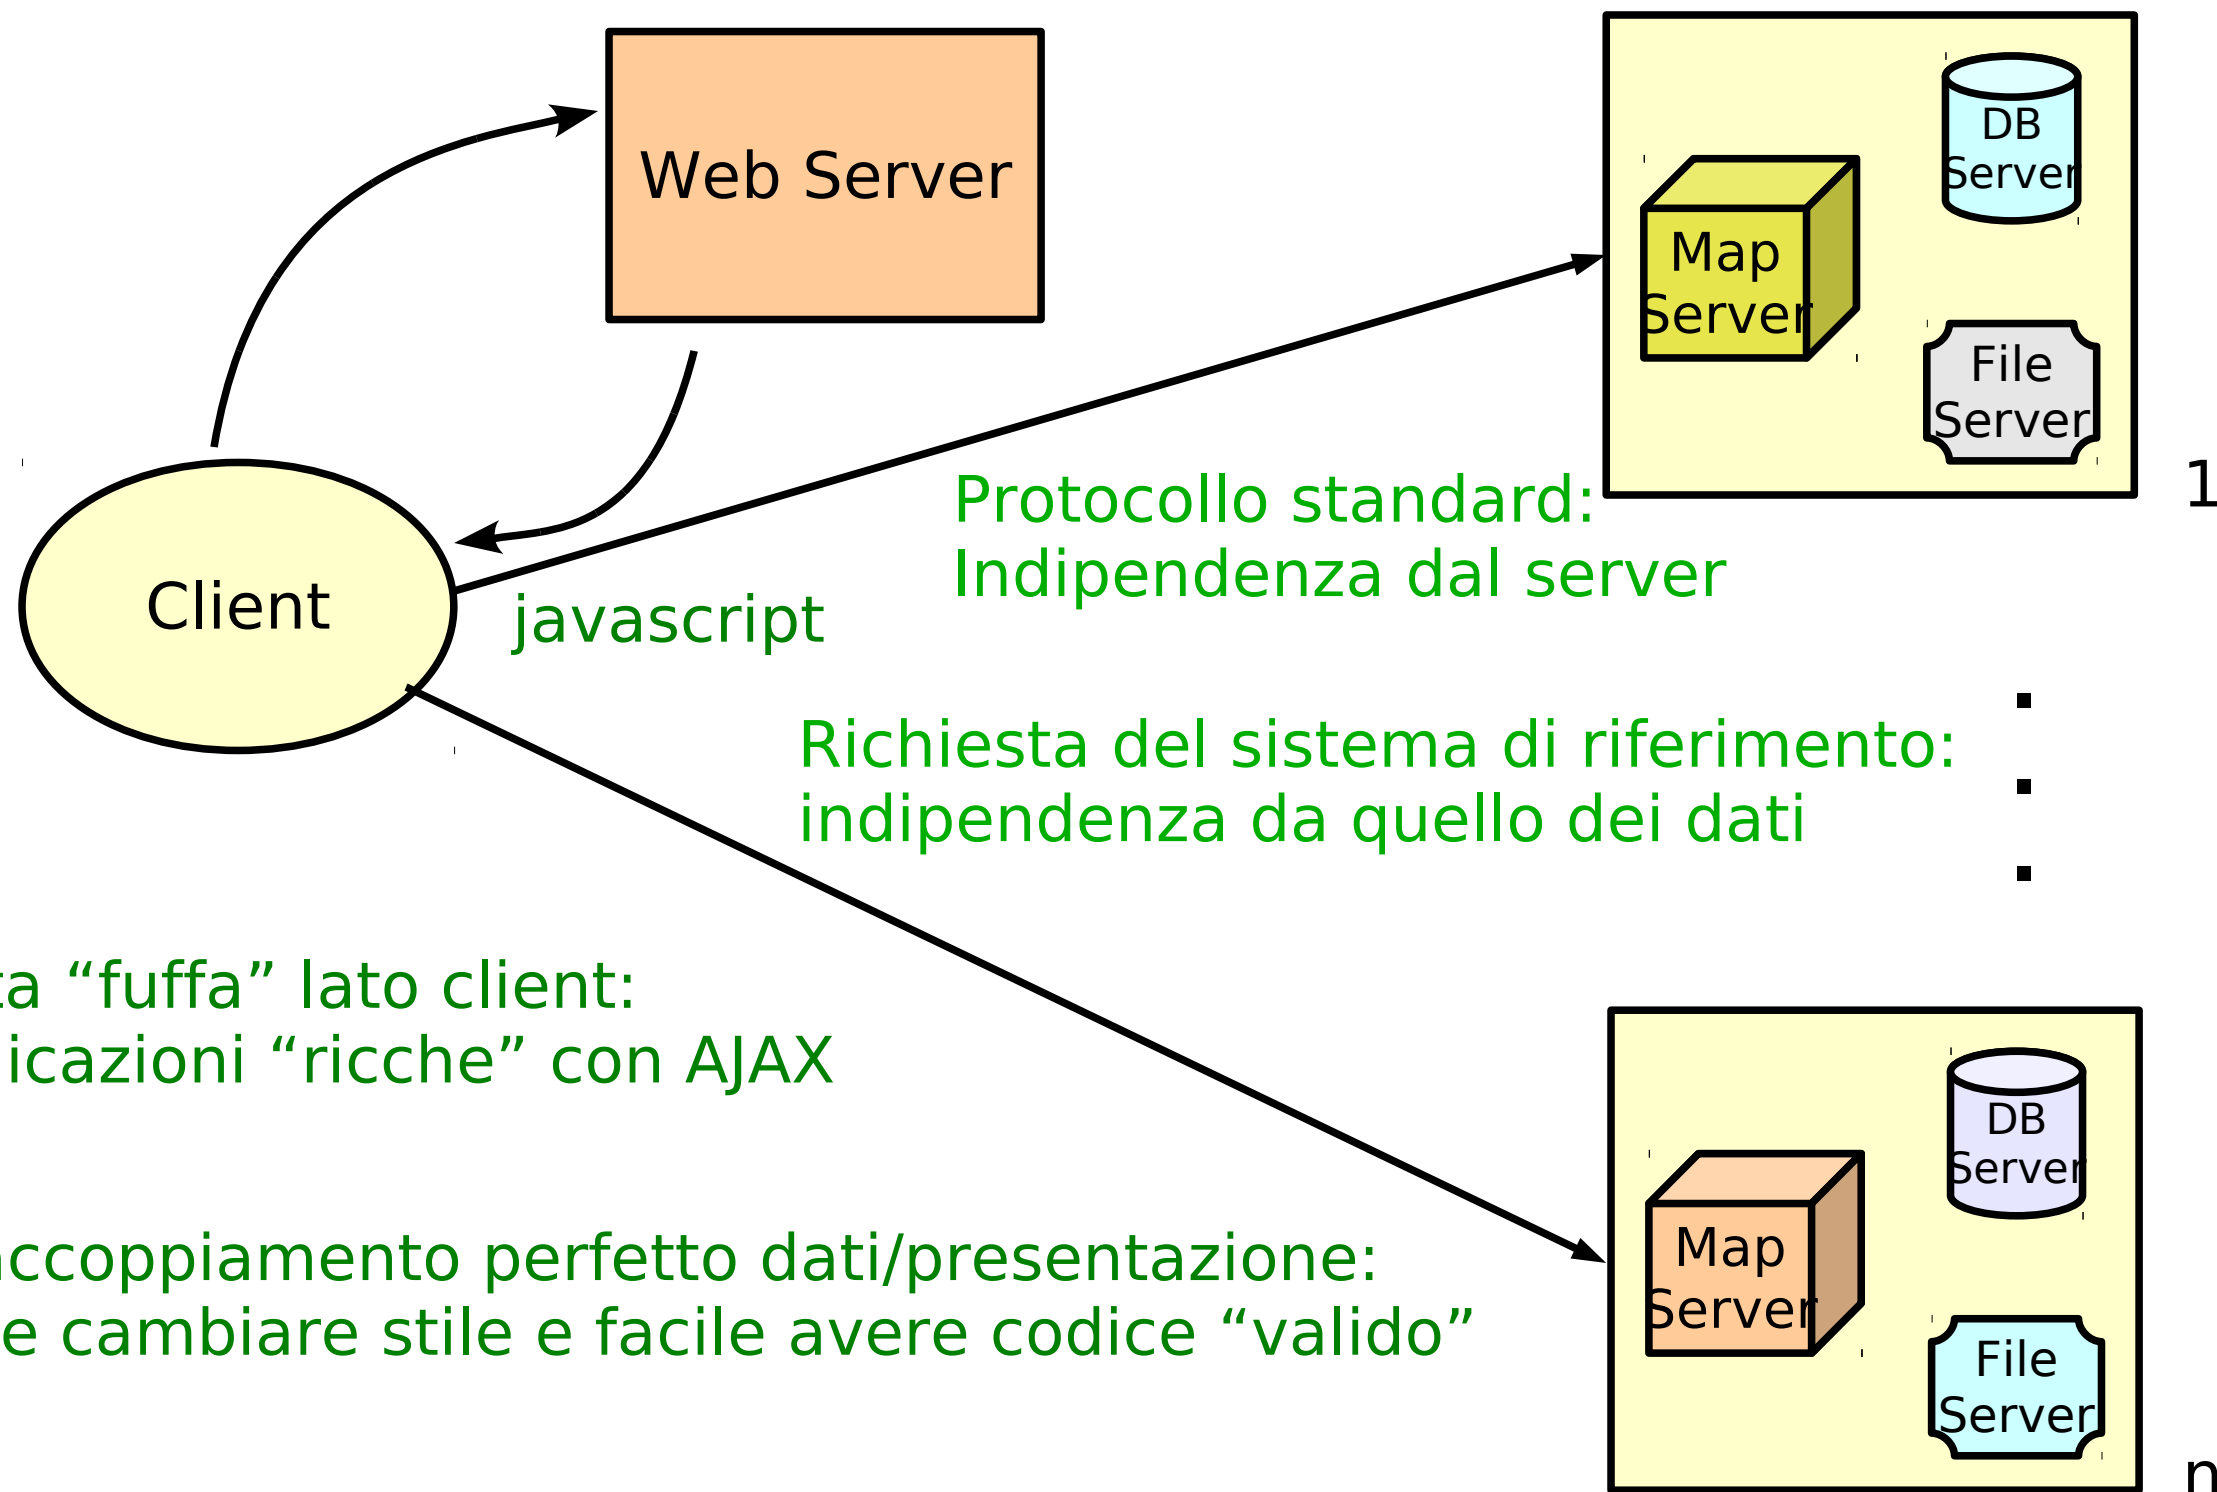 Web Server
DB
Server
Map
Server
File
Server
1
Protocollo standard:
Indipendenza dal server
Client
javascript
Richiesta del sistema di riferimento:
indipendenza da quello dei dati
“fuffa” lato client:
“ricche” con AJAX
perfetto dati/presentazione:
cambiare stile e facile avere codice “valido”
DB
Server
Map
Server
File
Server
n